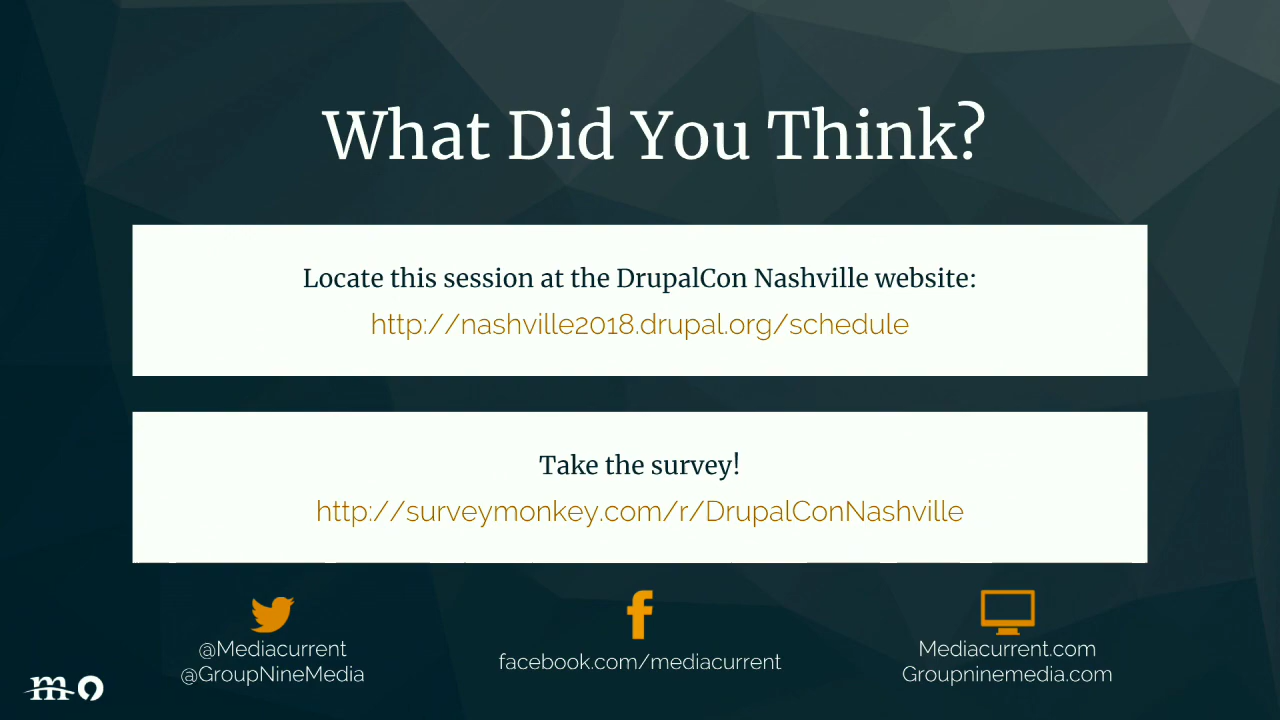 What Did You Think?
Locate this session at the DrupalCon Nashville website:
http://nashville2018.drupal.org/schedule
Take the survey!
http://surveymonkey.com/r/DrupalConNashville
@Mediacurrent
@GroupNineMedia
facebook.com/mediacurrent
Mediacurrent.com
Groupninemedia.com
m